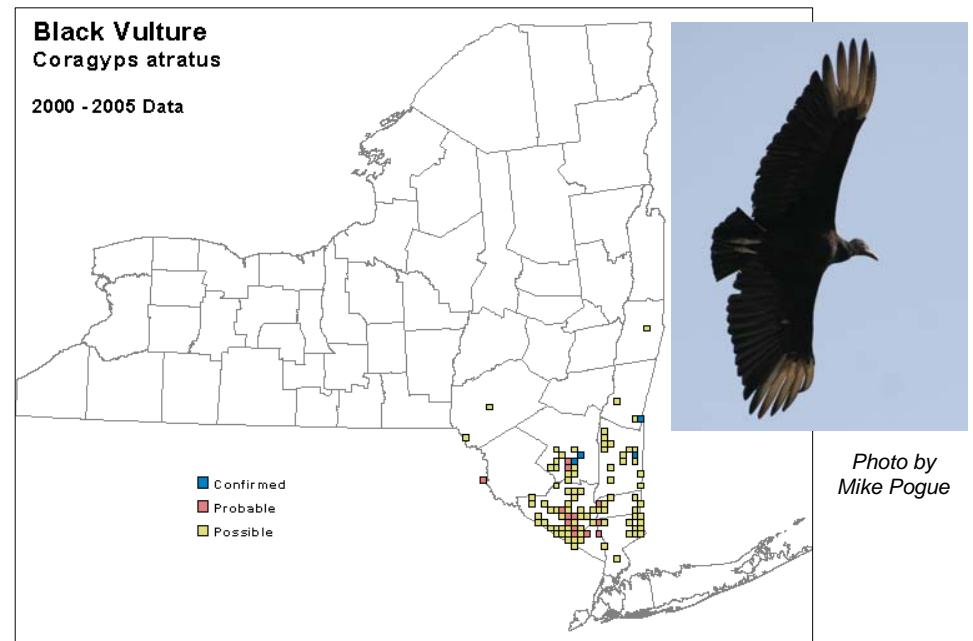 Black Vulture
Coragyps atratus
2000 - 2005 Data
Confirmed
Probable
Possible
Photo by
Mike Pogue